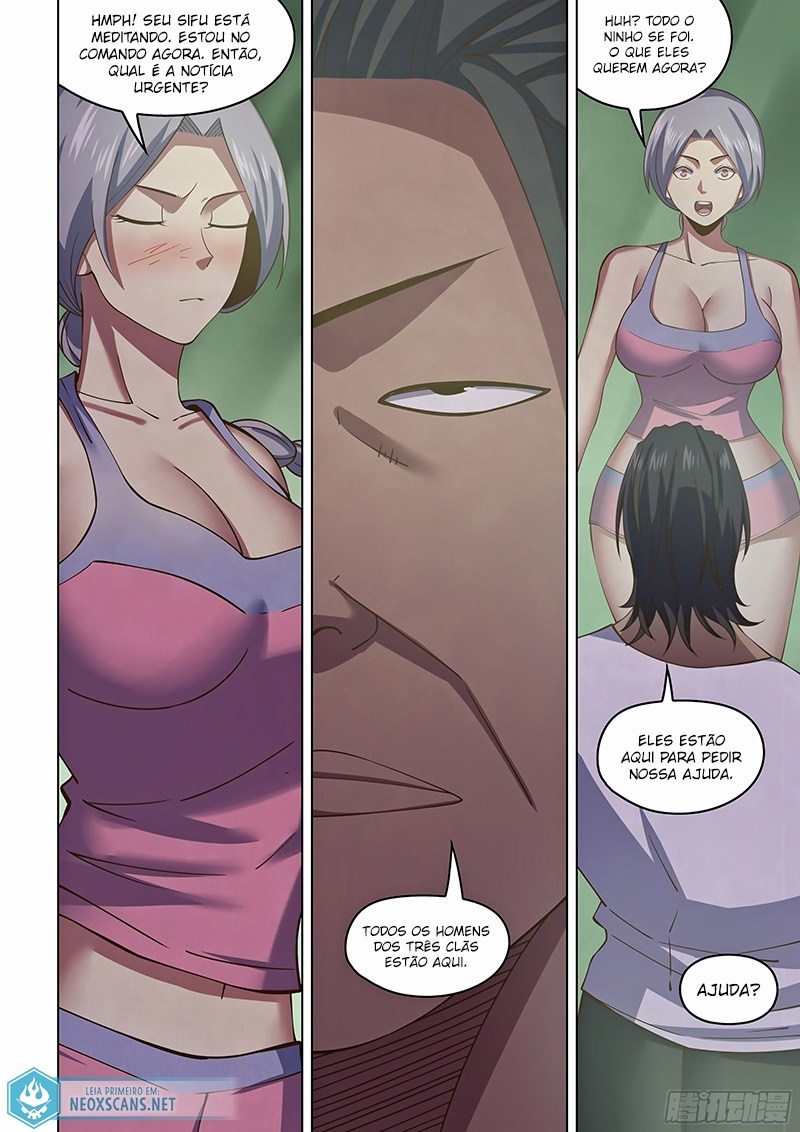 HMPH! SEU SIFU ESTÁ
MEDITANDO. ESTOU NO
COMANDO AGORA. ENTÃO,
QUAL É A NOTÍCIA
URGENTE?
TODOS OS HOMENS
DOS TRÊS CLÃS
ESTÃO AQUI.
HUH? TODO O
NINHO SE FOI.
O QUE ELES
QUEREM AGORA?
ELES ESTÃO
AQUI PARA PEDIR
NOSSA AJUDA.
AJUDA?
LEIA PRIMEIRO EM:
NEOXSCANS.NET
腾讯动漫